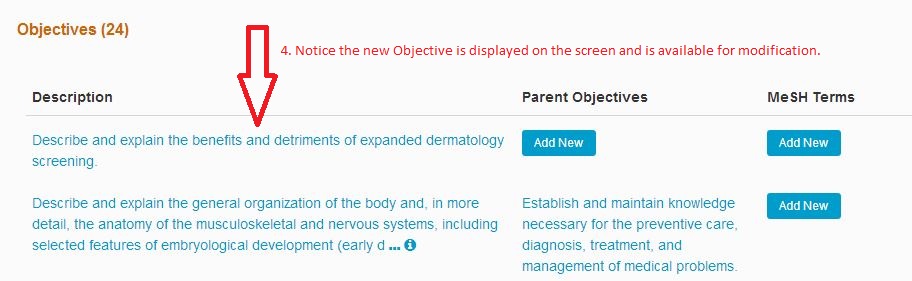 Objectives (24)
4. Notice the new Objective is displayed on the screen and is available for modification.
Description
Parent Objectives
MeSH Terms
Describe and explain the benefits and detriments of expanded dermatology
screening.
Add New
Add New
Describe and explain the general organization of the body and, in more
detail, the anatomy of the musculoskeletal and nervous systems, including
selected features of embryological development (early d ...
Establish and maintain knowledge
necessary for the preventive care,
diagnosis, treatment, and
management of medical problems.
Add New